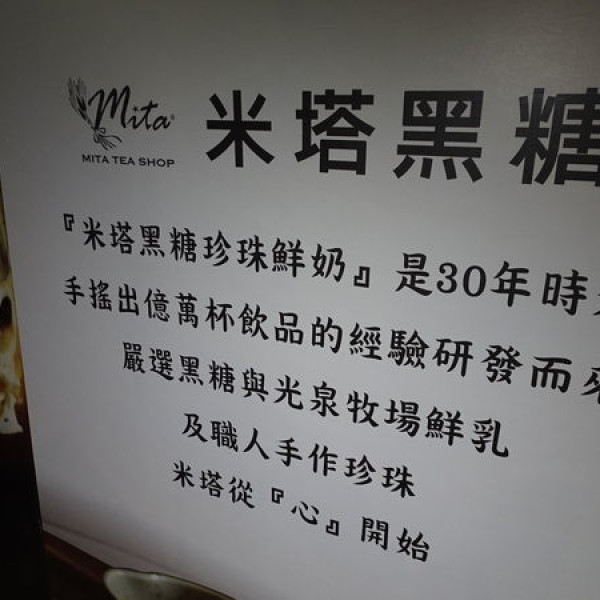 Mita®
MITA TEA SHOP
米塔黑糖
『米塔黑糖珍珠鮮奶』是30年時
手搖出億萬杯飲品的經驗研發而來
嚴選黑糖與光泉牧場鮮乳
及職人手作珍珠
米塔從『心』開始